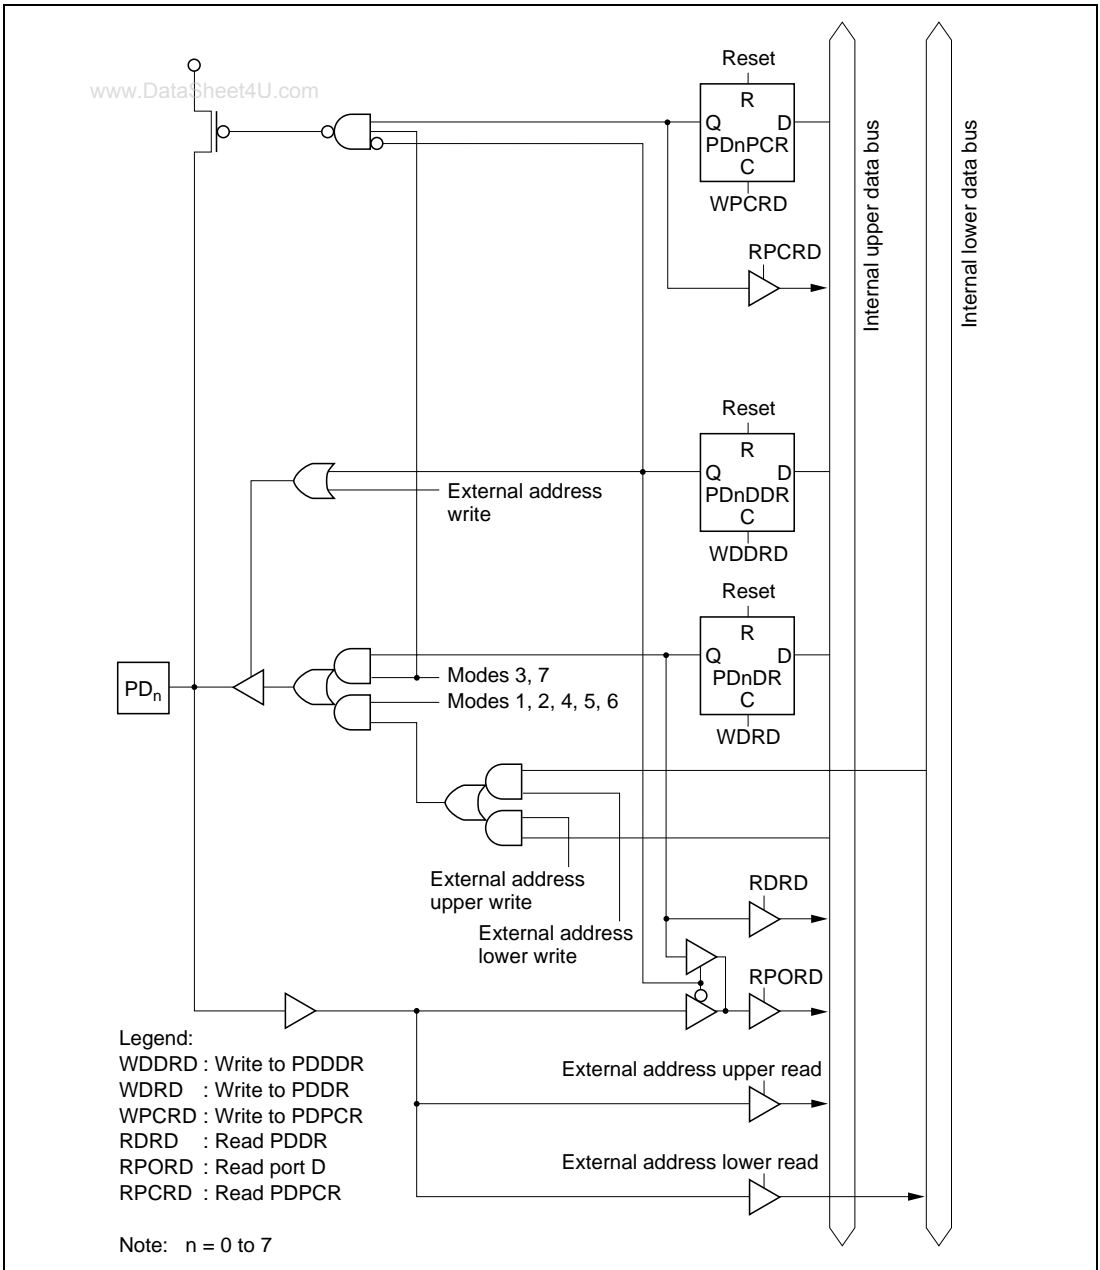 Reset
www.DataSheet4U.com
R
Q D
PDnPCR
C
WPCRD
RPCRD
Internal upper data bus
Internal lower data bus
Reset
R
Q D
PDnDDR
C
WDDRD
External address
write
Reset
R
Q D
PDnDR
C
WDRD
PDn
Modes 3, 7
Modes 1, 2, 4, 5, 6
External address
upper write
External address
lower write
RDRD
RPORD
External address upper read
External address lower read
Legend:
WDDRD : Write to PDDDR
WDRD : Write to PDDR
WPCRD : Write to PDPCR
RDRD : Read PDDR
RPORD : Read port D
RPCRD : Read PDPCR
Note: n = 0 to 7